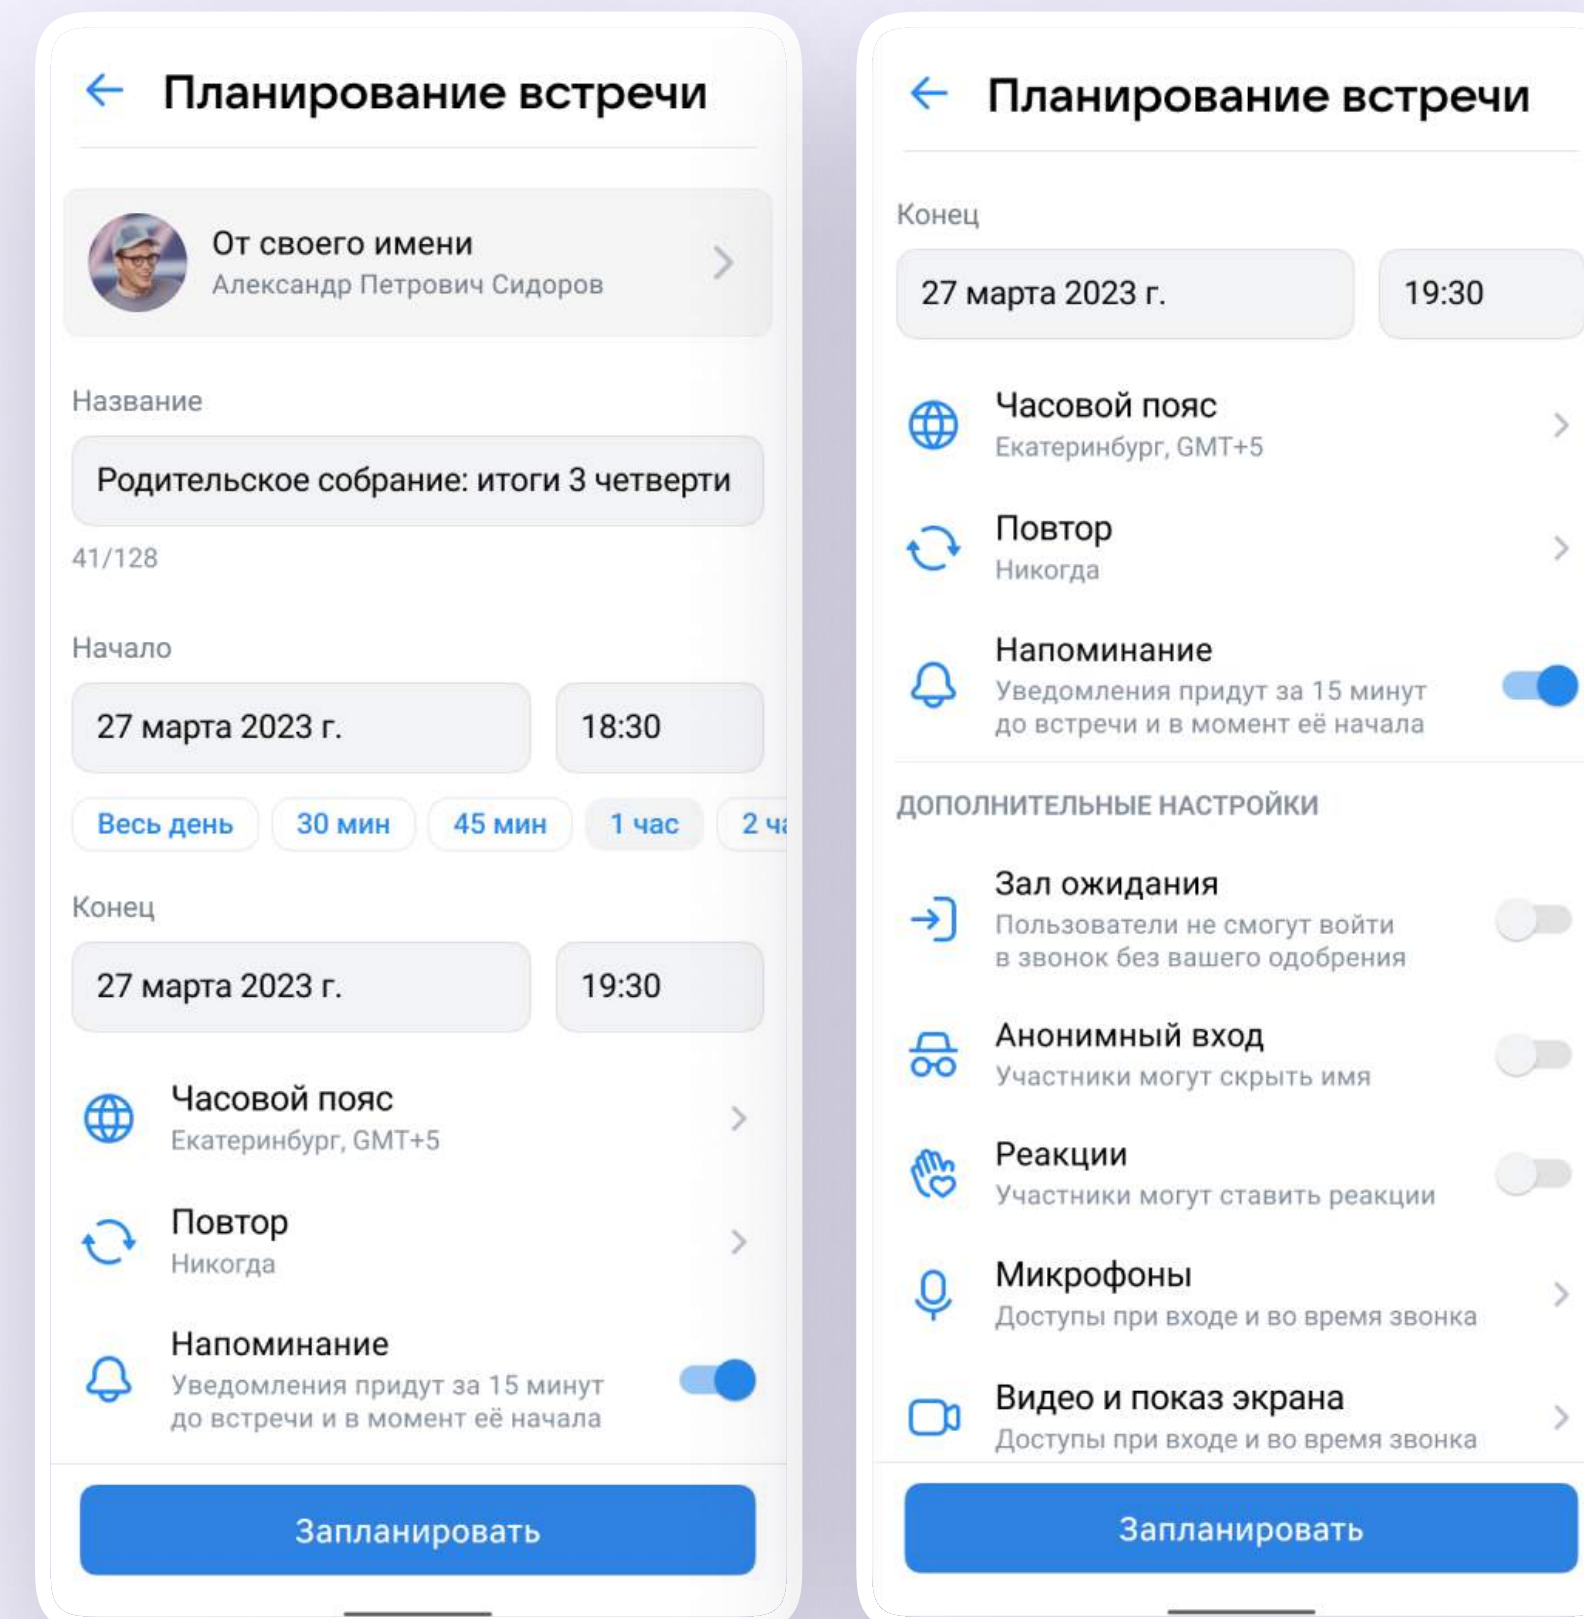 Планирование встречи
От своего имени
Александр Петрович Сидоров
Название
Родительское собрание: итоги 3 четверти
41/128
Начало
27 марта 2023 г.
18:30
Весь день
30 мин
45 мин
1 час
2
Конец
27 марта 2023 г.
19:30
Часовой пояс
Екатеринбург, GMT+5
Повтор
Никогда
Напоминание
Уведомления придут за 15 минут
до встречи и в момент её начала
Запланировать
Планирование встречи
Конец
27 марта 2023 г.
19:30
Часовой пояс
Екатеринбург, GMT+5
Повтор
Никогда
Напоминание
Уведомления придут за 15 минут
до встречи и в момент её начала
ДОПОЛНИТЕЛЬНЫЕ НАСТРОЙКИ
Зал ожидания
Пользователи не смогут войти
в звонок без вашего одобрения
Анонимный вход
Участники могут скрыть имя
Реакции
Участники могут ставить реакции
Микрофоны
Доступы при входе и во время звонка
Видео и показ экрана
Доступы при входе и во время звонка
Запланировать